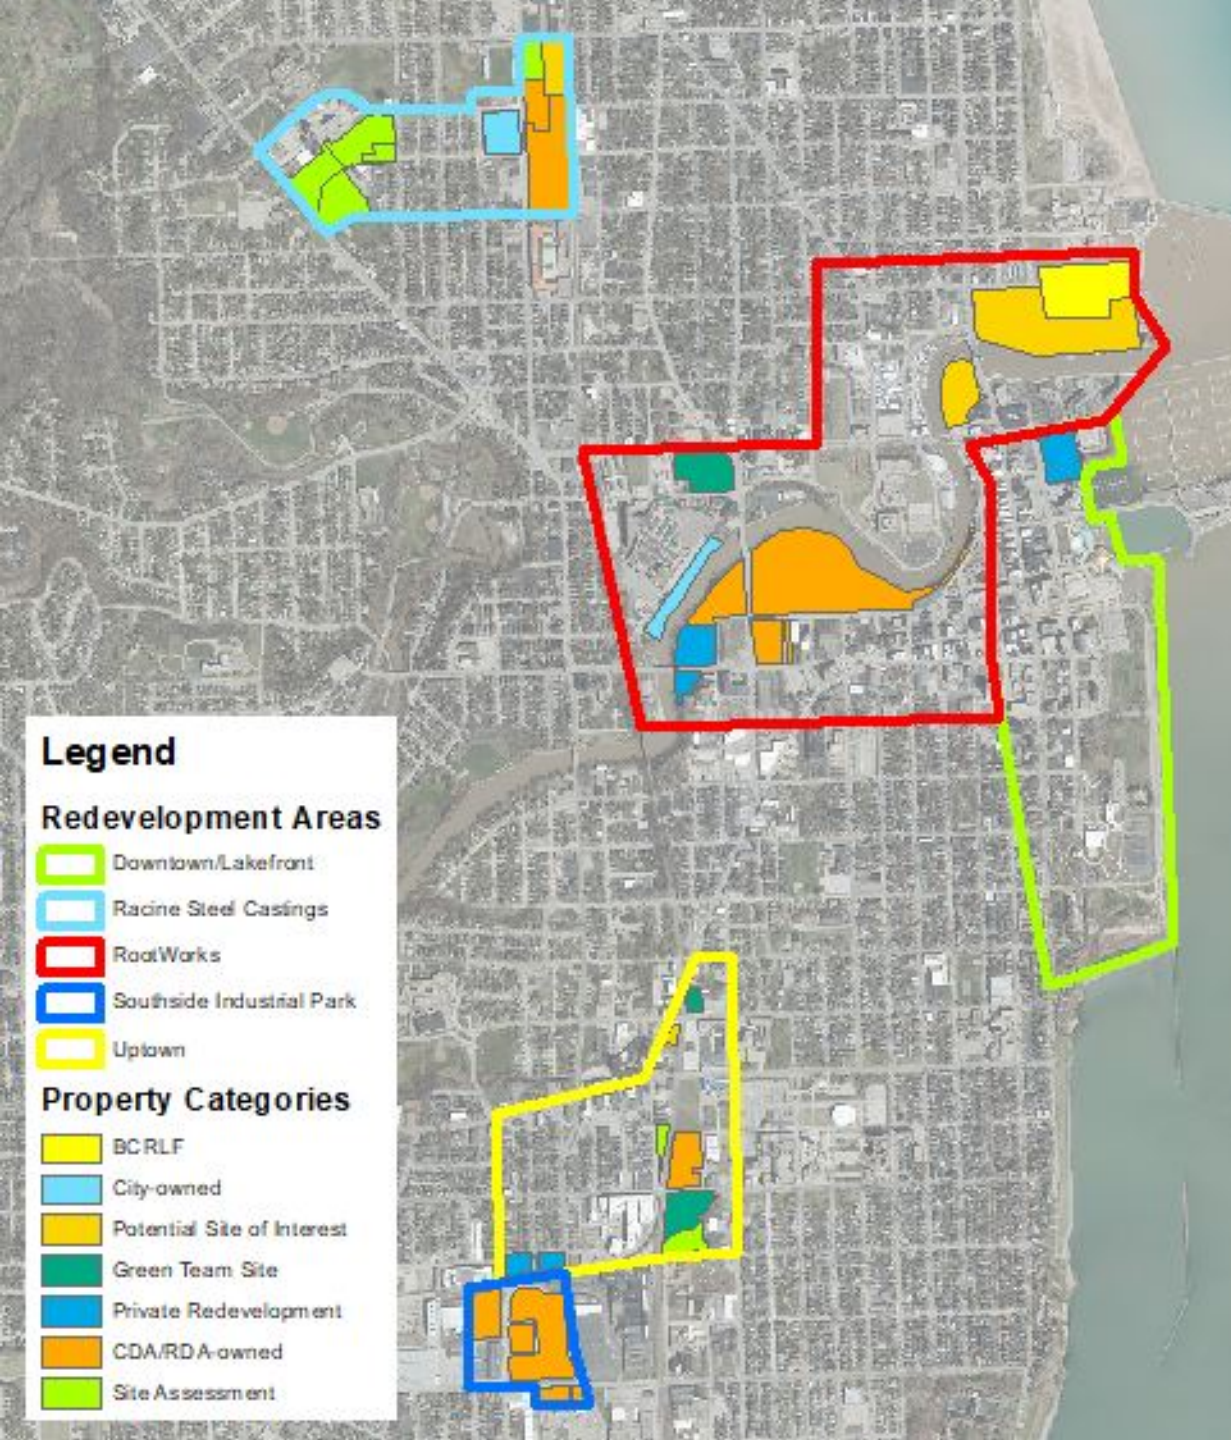 Legend
Redevelopment Areas
Downtown/Lakefront
Racine Steel Castings
RootWorks
Southside Industrial Park
Uptown
Property Categories
BCRLF
City-owned
Potential Site of Interest
Green Team Site
Private Redevelopment
CDA/RDA-owned
Site Assessment